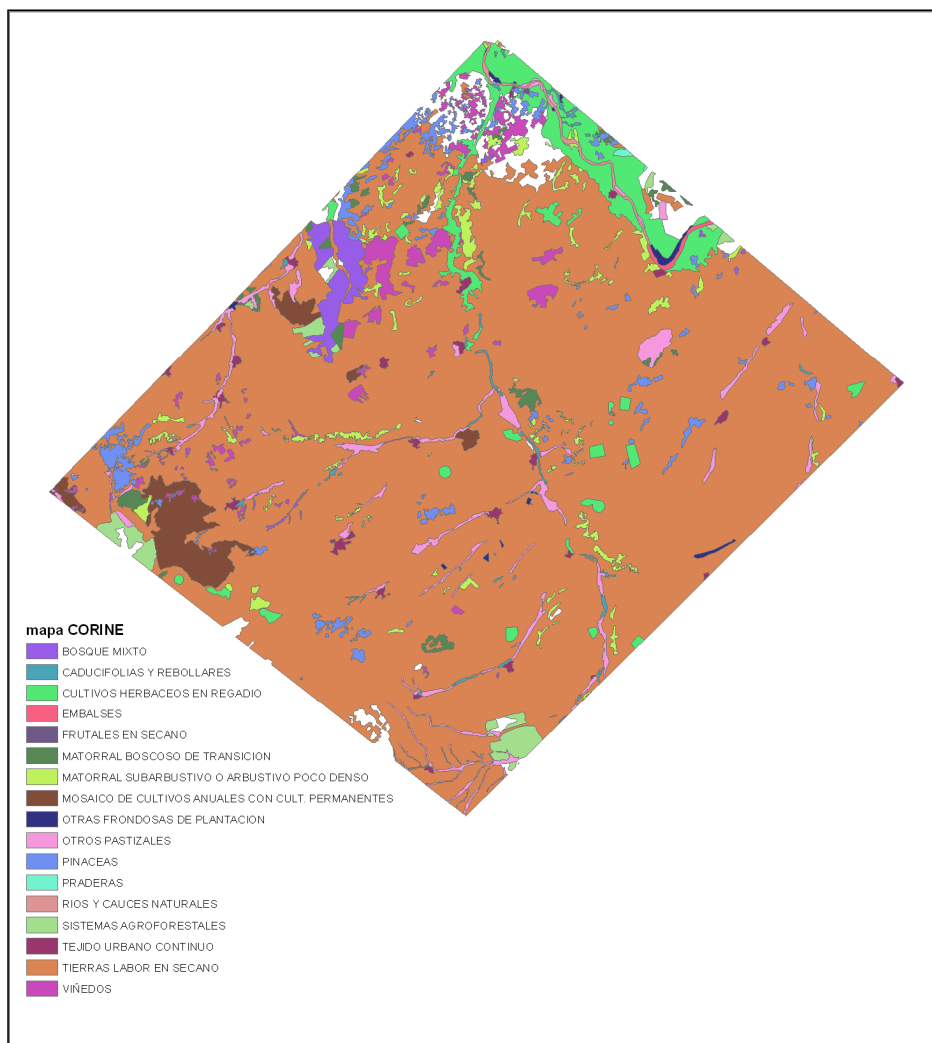 mapa CORINE
BOSQUE MIXTO
CADUCIFOLIAS Y REBOLLARES
CULTIVOS HERBACEOS EN REGADIO
EMBALSES
FRUTALES EN SECANO
MATORRAL BOSCOSO DE TRANSICION
MATORRAL SUBARBUSTIVO O ARBUSTIVO POCO DENSO
MOSAICO DE CULTIVOS ANUALES CON CULT. PERMANENTES
OTRAS FRONDOSAS DE PLANTACION
OTROS PASTIZALES
PINACEAS
PRADERAS
RIOS Y CAUCES NATURALES
SISTEMAS AGROFORESTALES
TEJIDO URBANO CONTINUO
TIERRAS LABOR EN SECANO
VIÑEDOS